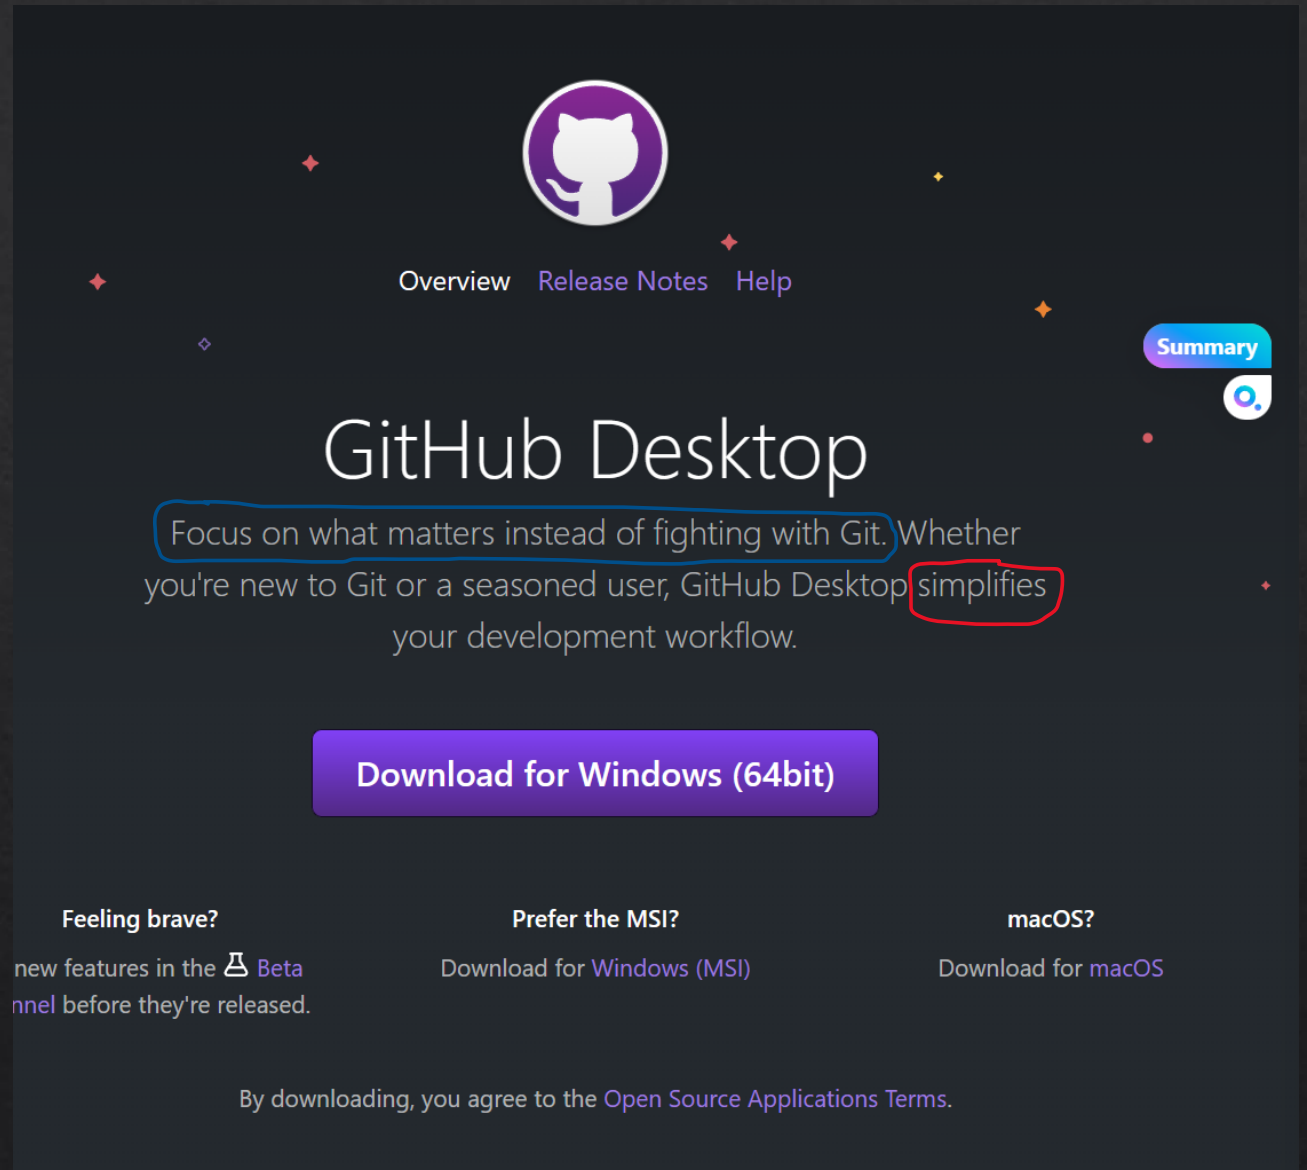 Overview Release Notes Help
Summary
GitHub Desktop
Focus on what matters instead of fighting with Git. Whether
you're new to Git or a seasoned user, GitHub Desktop simplifies
your development workflow.
Download for Windows (64bit)
Feeling brave?
new features in the Beta
nnel before they're released.
Prefer the MSI?
Download for Windows (MSI)
macOS?
Download for macOS
By downloading, you agree to the Open Source Applications Terms.